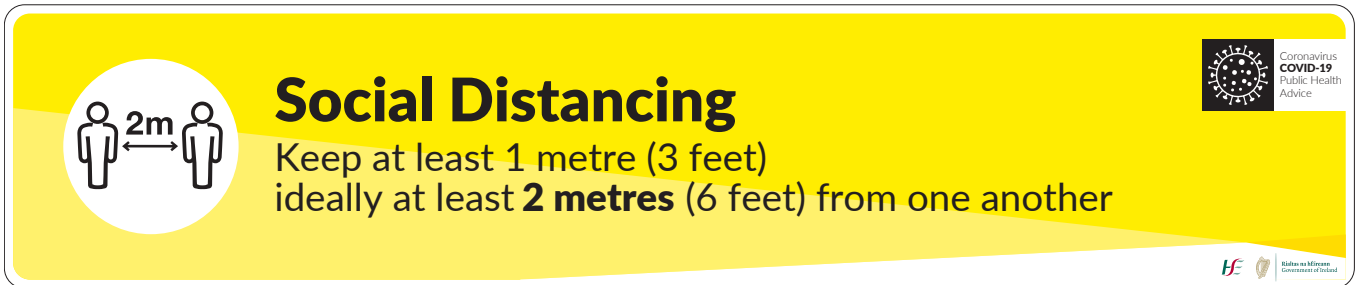 2m
Social Distancing
Keep at least 1 metre (3 feet)
ideally at least 2 metres (6 feet) from one another
Coronavirus
COVID-19
Public Health
Advice
Rialtas na hÉireann
Government of Ireland